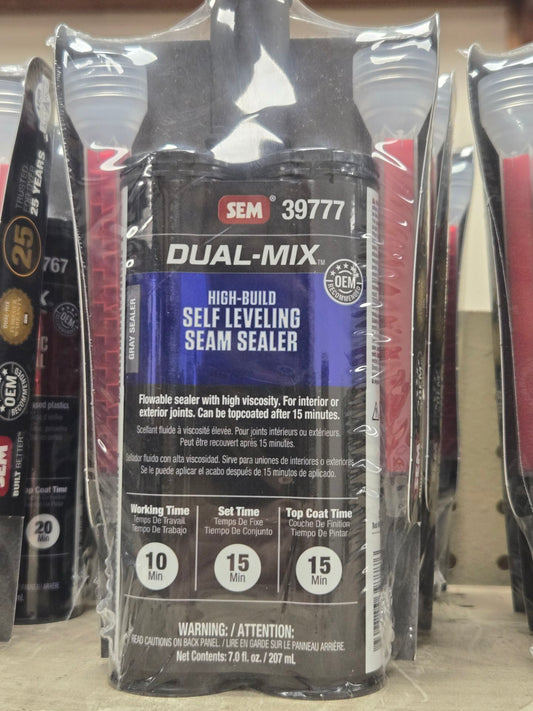 SEM® 39777
DUAL-MIX™
OEM
RECOMMENDED
GRAY SEALER
HIGH-BUILD
SELF LEVELING
SEAM SEALER
Flowable sealer with high viscosity. For interior or
exterior joints. Can be topcoated after 15 minutes.
Scellant fluide à viscosité élevée. Pour joints intérieurs ou extérieurs.
Peut être recouvert après 15 minutes.
Sellador fluido con alta viscosidad. Sirve para uniones de interiores o exteriores
Se le puede aplicar el acabo después de 15 minutos de aplicado.
Working Time
Temps De Travail
Tiempo De Trabajo
10
Min
Set Time
Temps De Fixe
Tiempo De Conjunto
15
Min
Top Coat Time
Couche De Finition
Tiempo De Pintar
15
Min
WARNING: / ATTENTION:
READ CAUTIONS ON BACK PANEL. / LIRE EN GARDE SUR LE PANNEAU ARRIÈRE.
Net Contents: 7.0 fl. oz. / 207 mL
TRUSTED
25 YEARS
25
OEM
SEM
BUILT BETTER™
767
Top Coat Time
20
Min